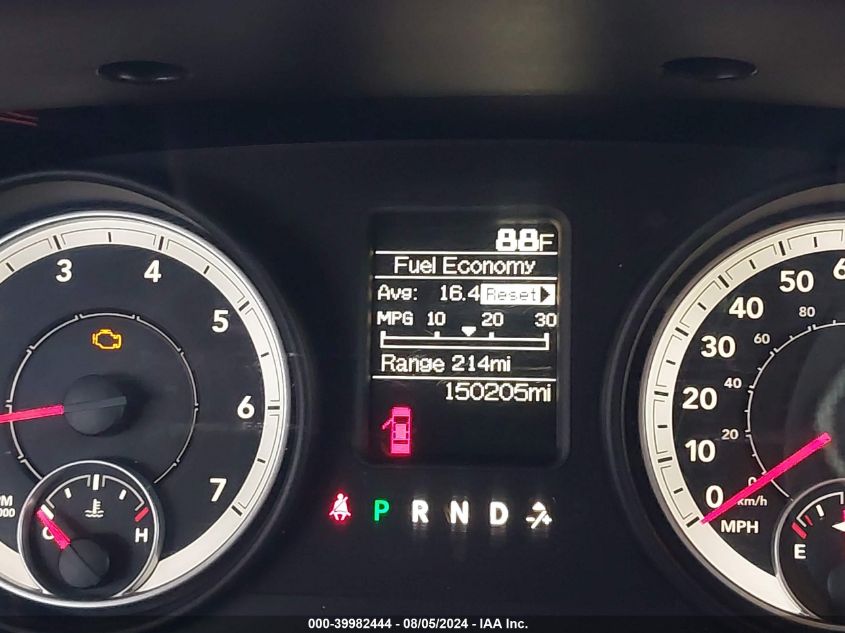 88F
Fuel Economy
Avg: 16.4 Reset
MPG 10 20 30
Range 214mi
150205mi
P R N D
3 4 5 6 7
C H
0 10 20 30 40 50
0 20 40 60 80
km/h
MPH
E
000-39982444 - 08/05/2024 - IAA Inc.